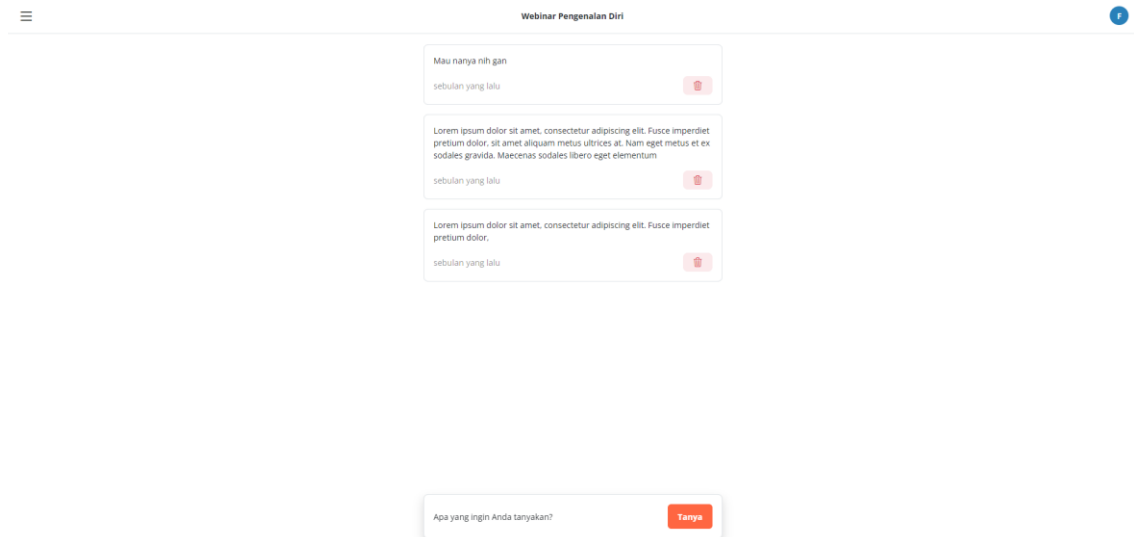 Webinar Pengenalan Diri
F
Mau nanya nih gan
sebulan yang lalu
Lorem ipsum dolor sit amet, consectetur adipiscing elit. Fusce imperdiet
pretium dolor, sit amet aliquam metus ultrices at. Nam eget metus et ex
sodales gravida. Maecenas sodales libero eget elementum
sebulan yang lalu
Lorem ipsum dolor sit amet, consectetur adipiscing elit. Fusce imperdiet
pretium dolor,
sebulan yang lalu
Apa yang ingin Anda tanyakan?
Tanya